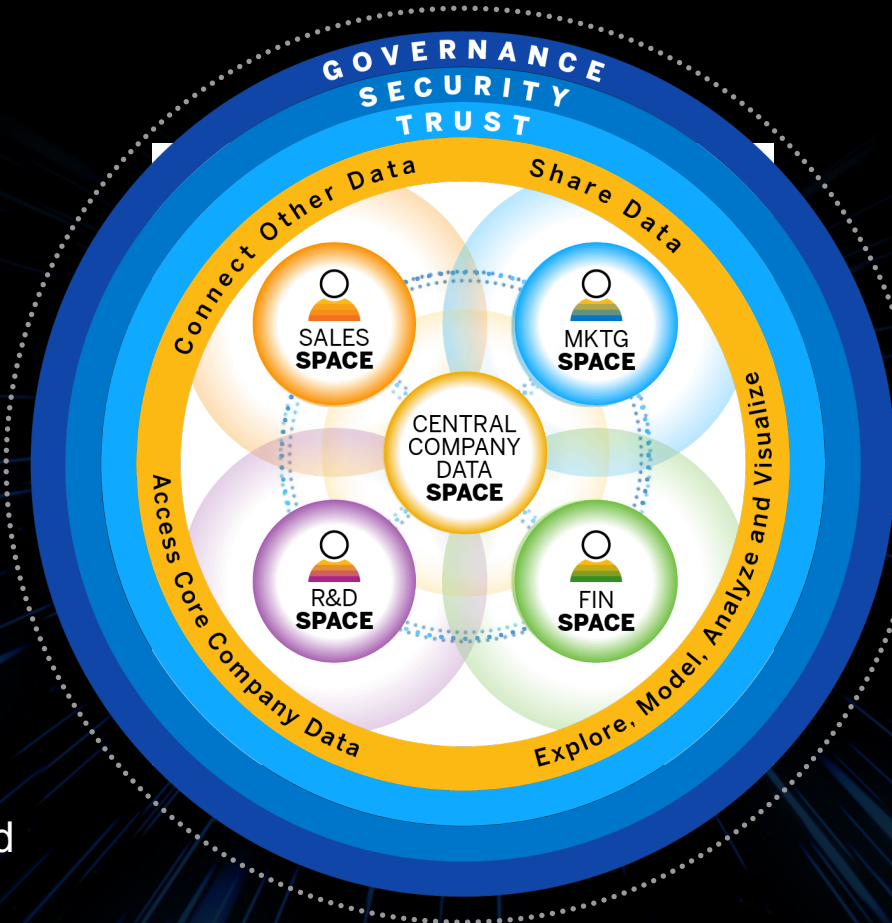 GOVERNANCE
SECURITY
TRUST
Connect Other Data
Share Data
SALES
SPACE
MKTG
SPACE
CENTRAL
COMPANY
DATA
SPACE
R&D
SPACE
FIN
SPACE
Access Core Company Data
Explore, Model, Analyze and Visualize